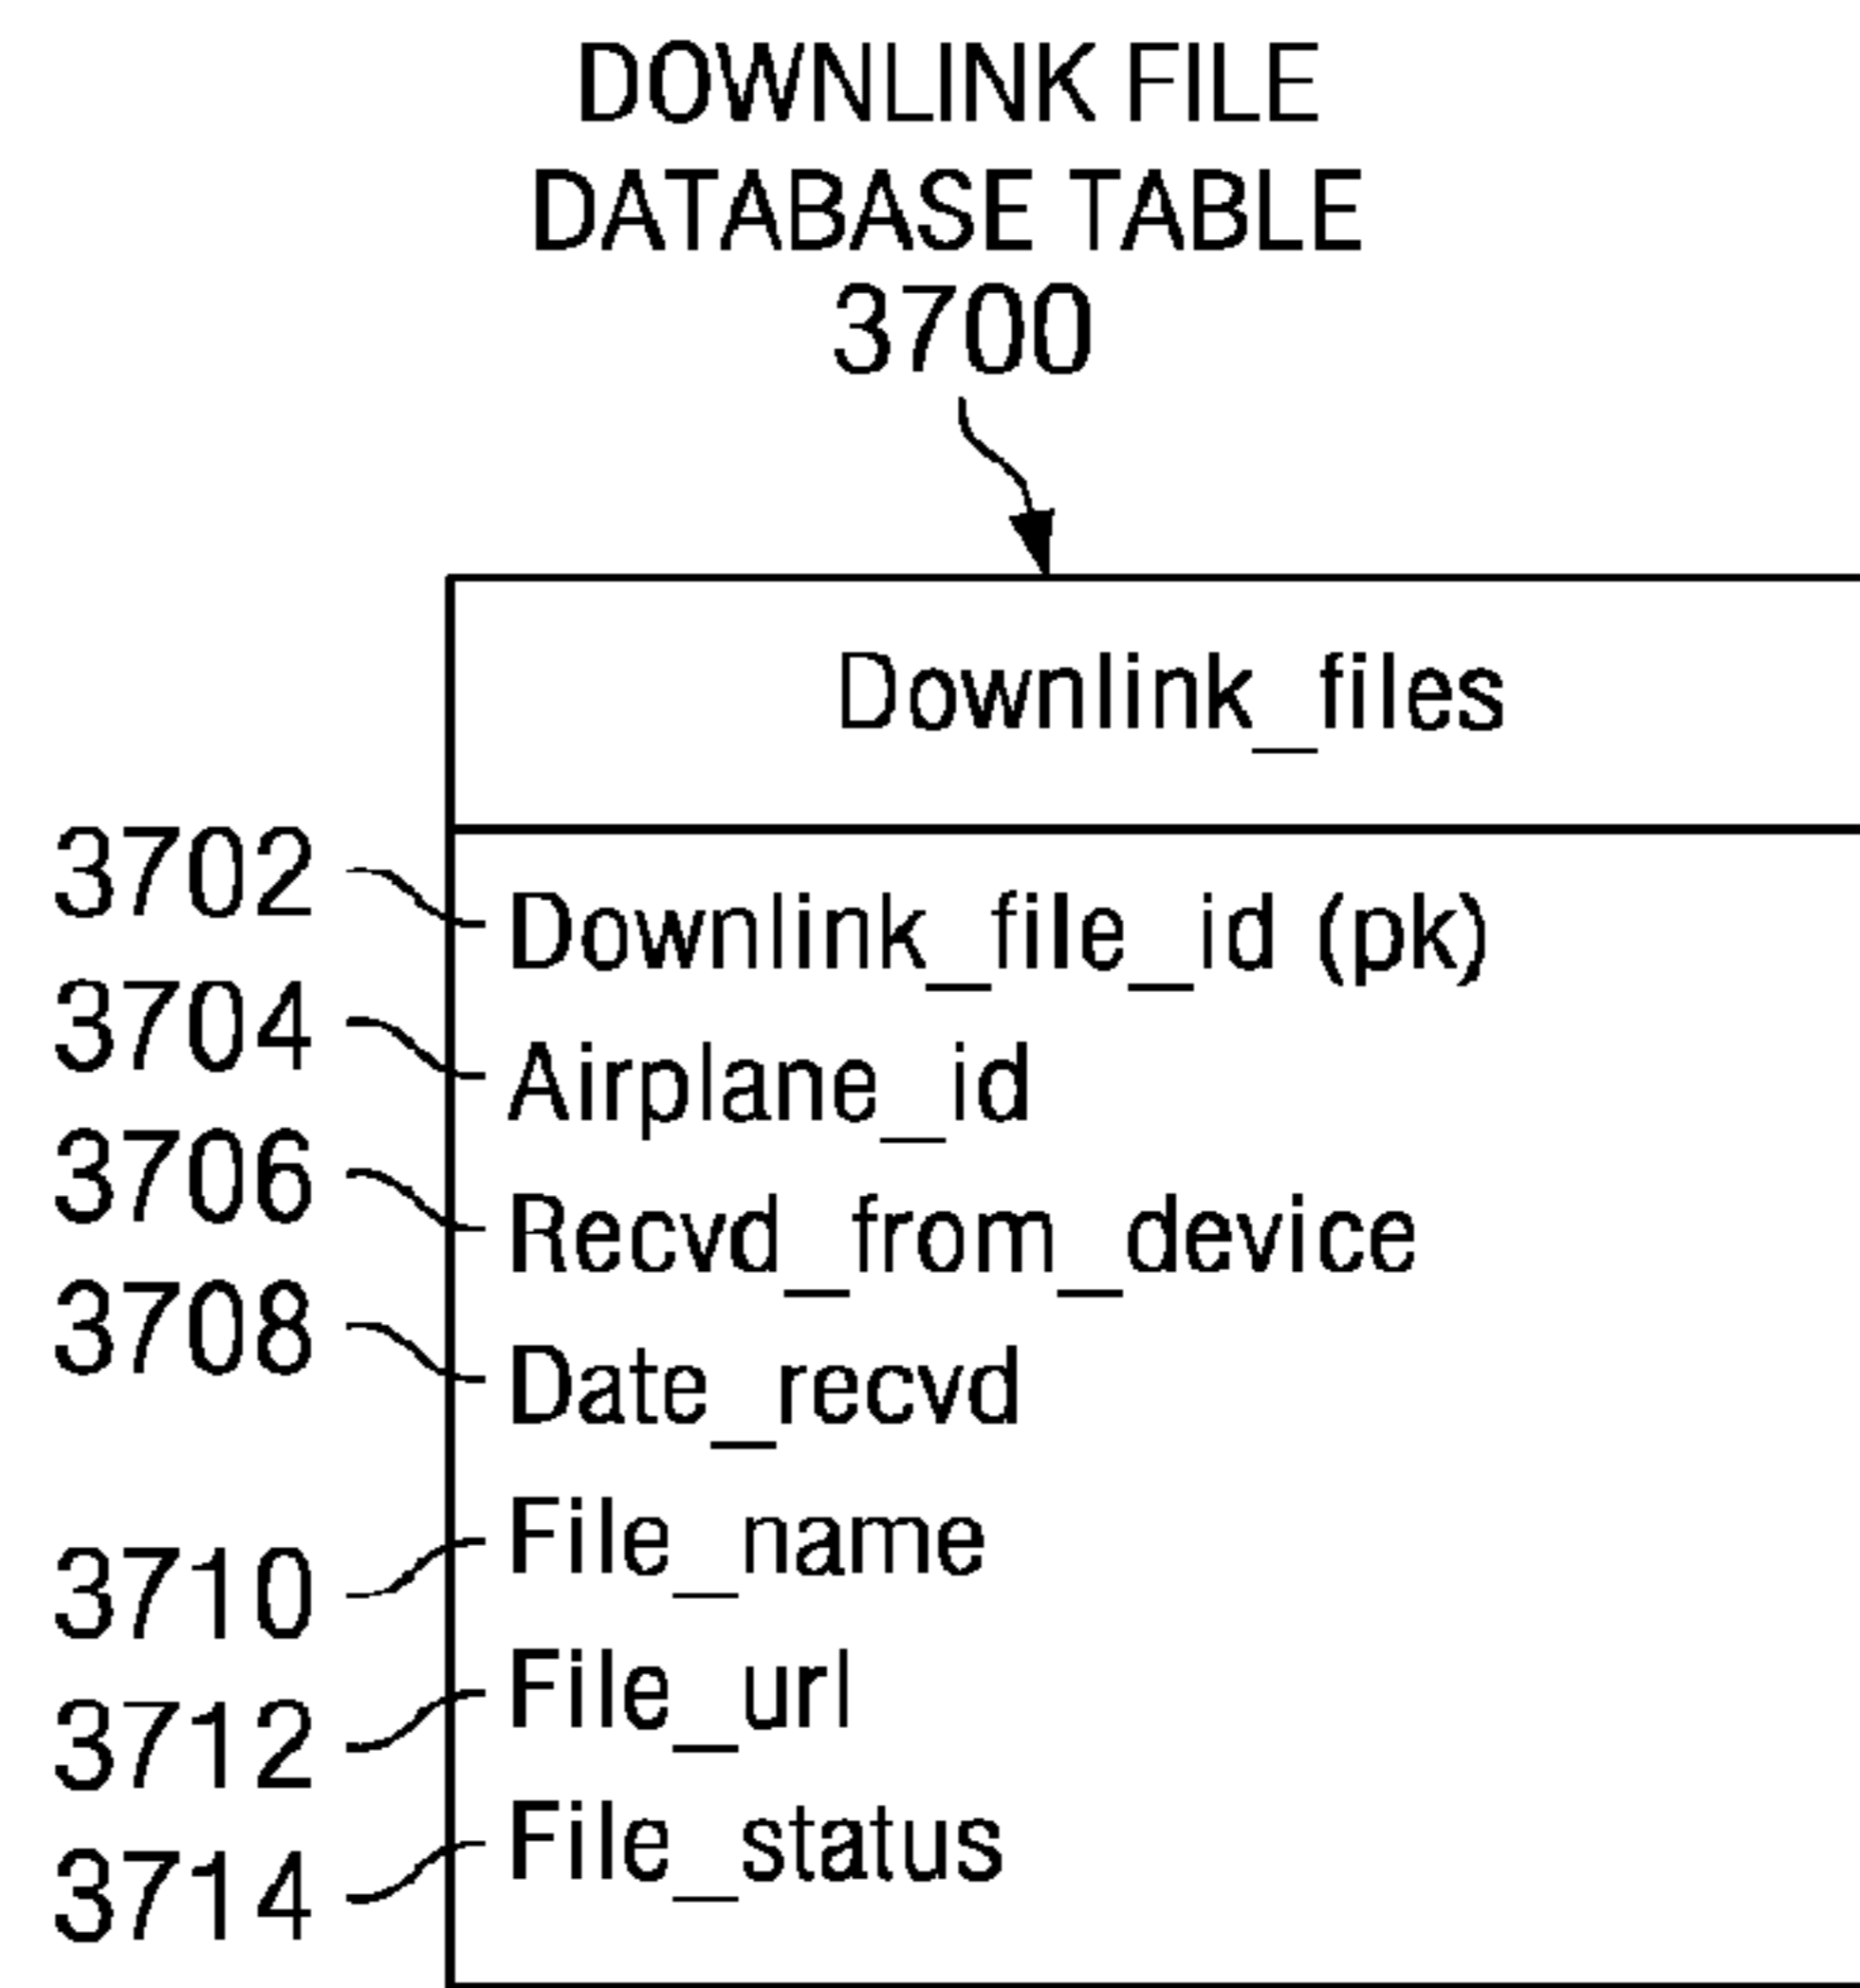 DOWNLINK FILE
DATABASE TABLE
3700
Downlink_files
3702 Downlink_file_id (pk)
3704 Airplane_id
3706 Recvd_from_device
3708 Date_recvd
3710 File_name
3712 File_url
3714 File_status